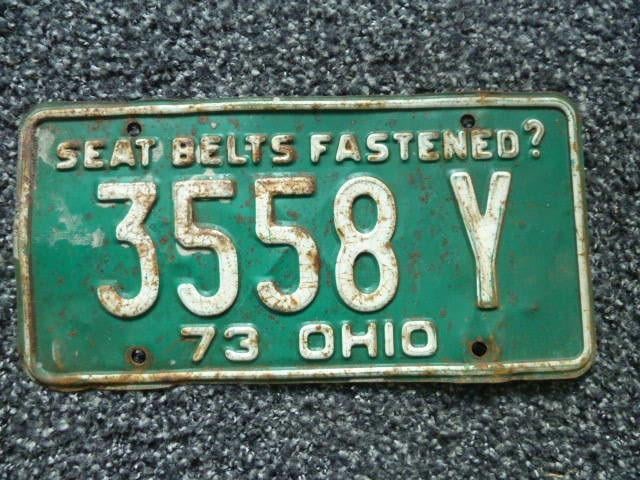 SEAT BELTS FASTENED?
3558 Y
73 OHIO